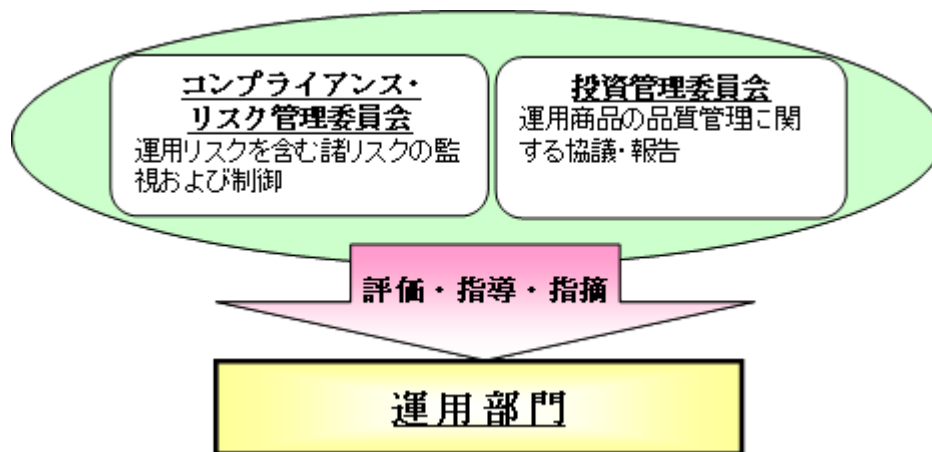 コンプライアンス・
リスク管理委員会
運用リスクを含む諸リスクの監
視および制御
投資管理委員会
運用商品の品質管理に関
する協議・報告
評価・指導・指摘
運用部門